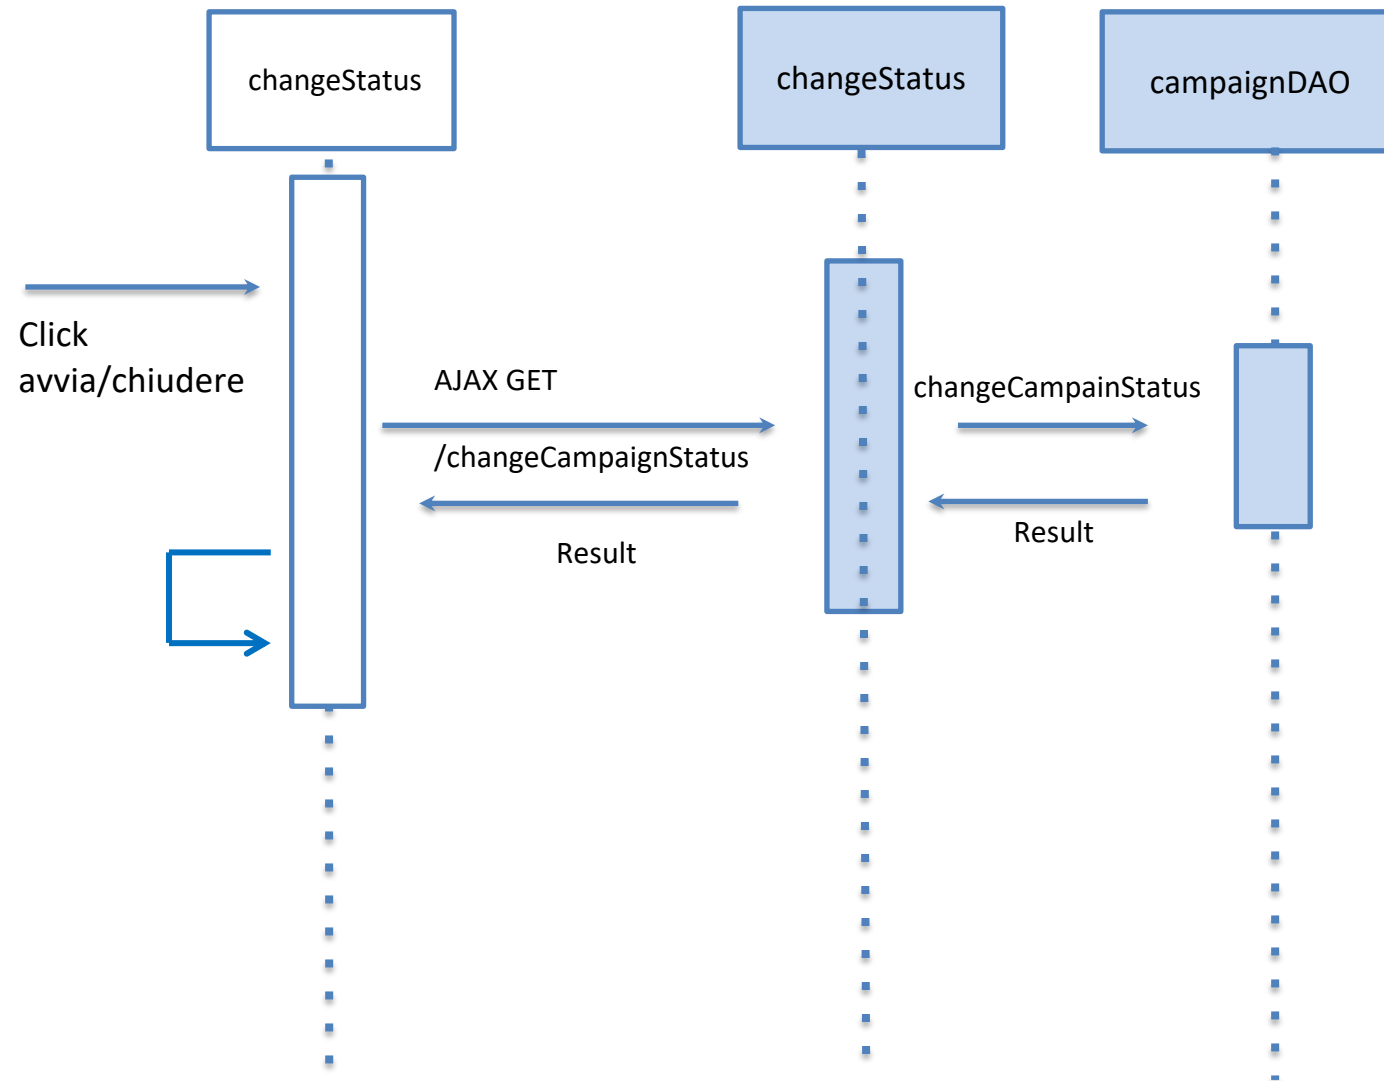 changeStatus
changeStatus
campaignDAO
Click
avvia/chiudere
AJAX GET
/changeCampaignStatus
changeCampainStatus
Result
Result